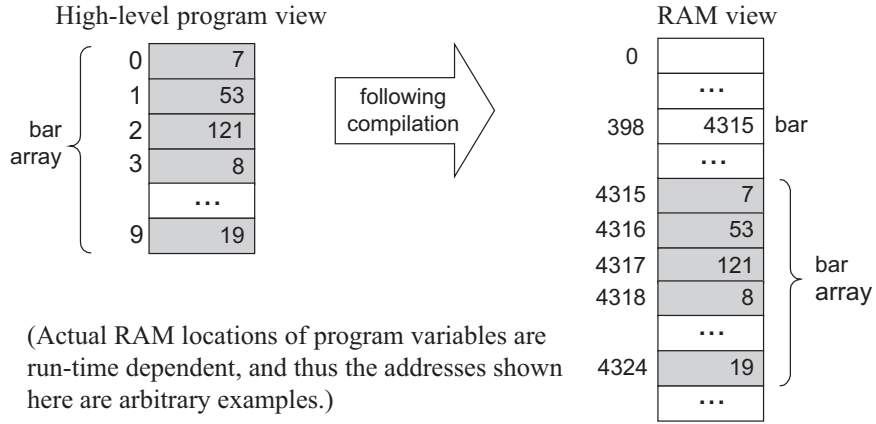 High-level program view
0 7
1 53
2 121
3 8
...
9 19
bar
array
following
compilation
RAM view
0
...
398 4315 bar
...
4315 7
4316 53
4317 121
4318 8
...
4324 19
...
bar
array
(Actual RAM locations of program variables are
run-time dependent, and thus the addresses shown
here are arbitrary examples.)